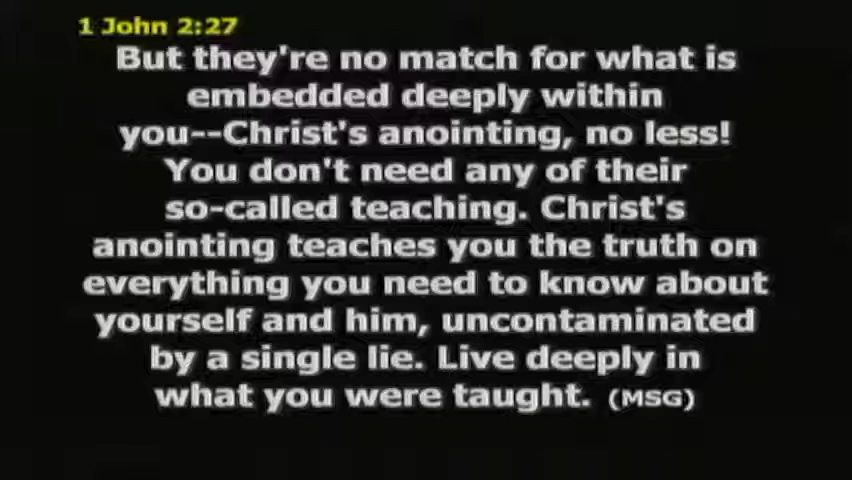 1 John 2:27
But they're no match for what is
embedded deeply within
you--Christ's anointing, no less!
You don't need any of their
so-called teaching. Christ's
anointing teaches you the truth on
everything you need to know about
yourself and him, uncontaminated
by a single lie. Live deeply in
what you were taught. (MSG)